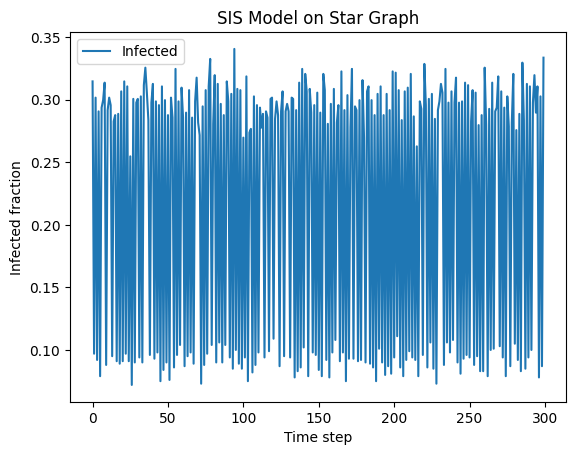 SIS Model on Star Graph
Infected
Infected fraction
0.35
0.30
0.25
0.20
0.15
0.10
0 50 100 150 200 250 300
Time step